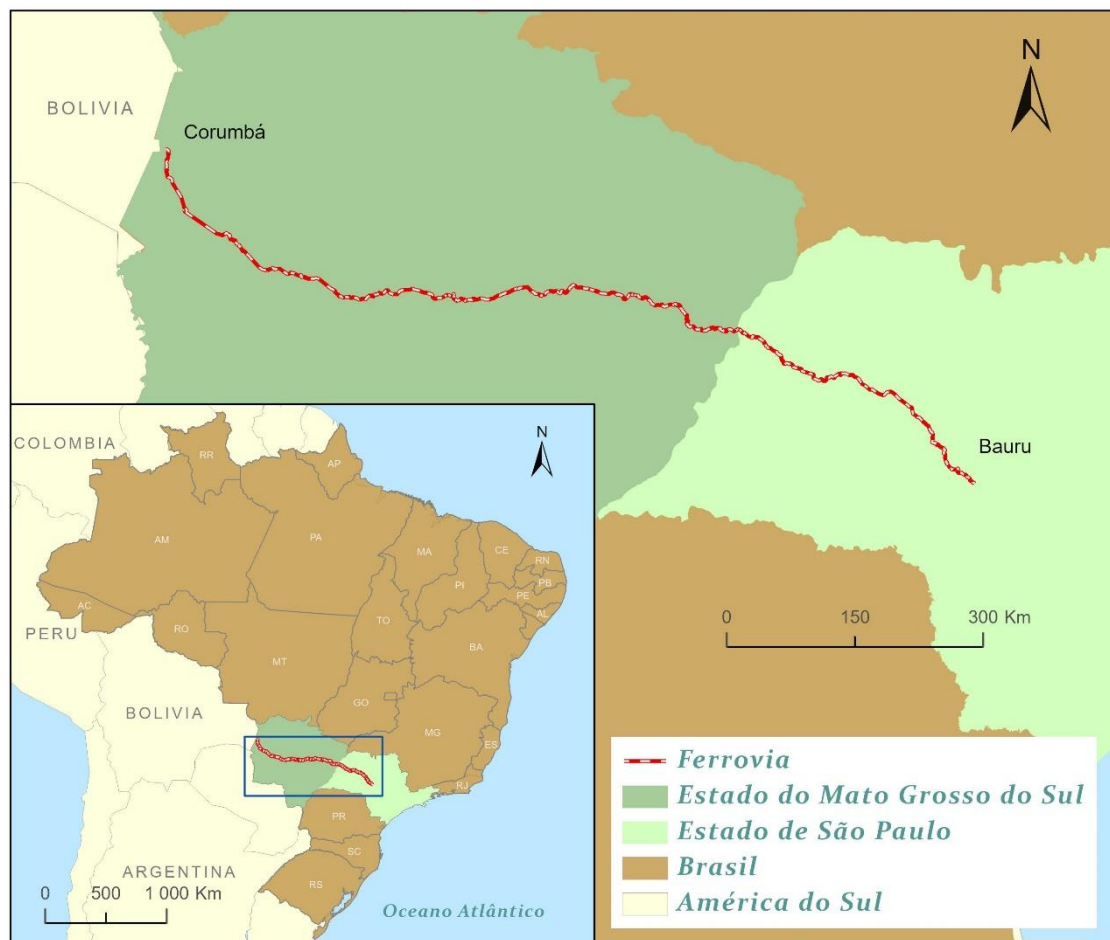 N
BOLIVIA
Corumbá
Bauru
0 150 300 Km
COLOMBIA
N
RR
AP
AM
PA
MA
CE
RN
PB
PE
AL
PI
AC
TO
RO
BA
PERU
MT
GO
BOLIVIA
MG
ES
RJ
PR
SC
ARGENTINA
RS
0 500 1 000 Km
Oceano Atlântico
Ferrovia
Estado do Mato Grosso do Sul
Estado de São Paulo
Brasil
América do Sul